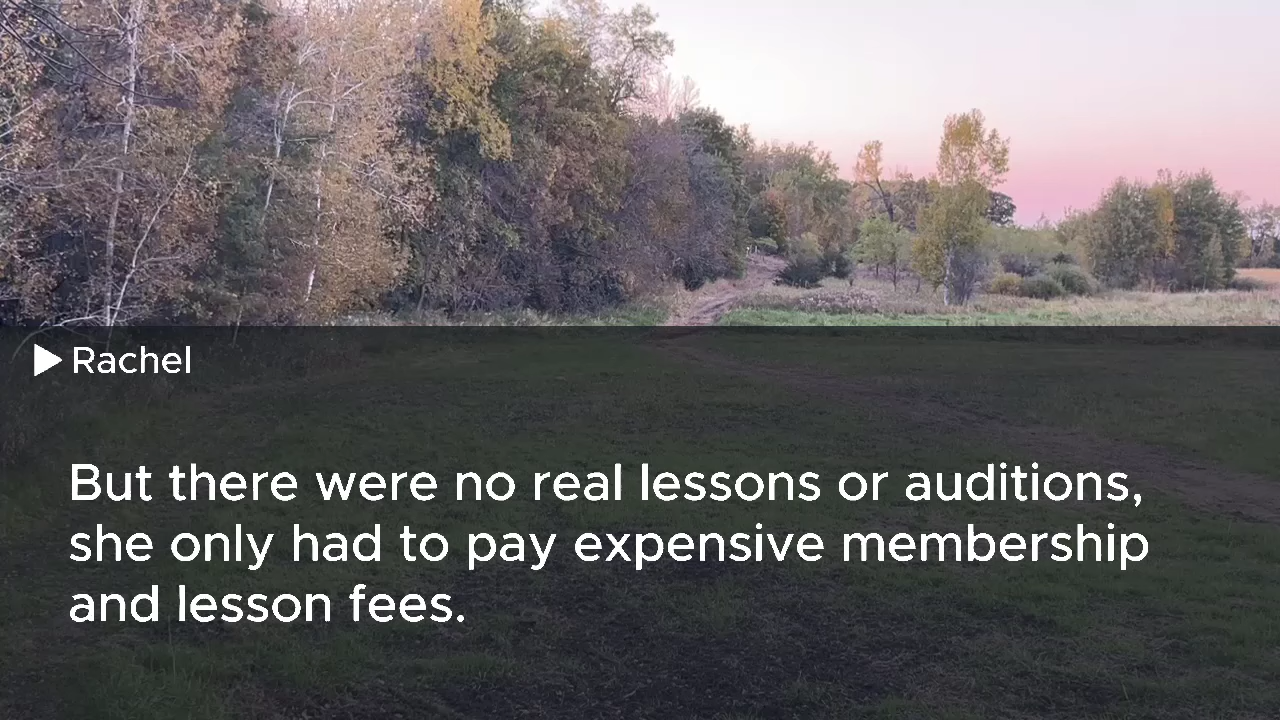 Rachel
But there were no real lessons or auditions,
she only had to pay expensive membership
and lesson fees.